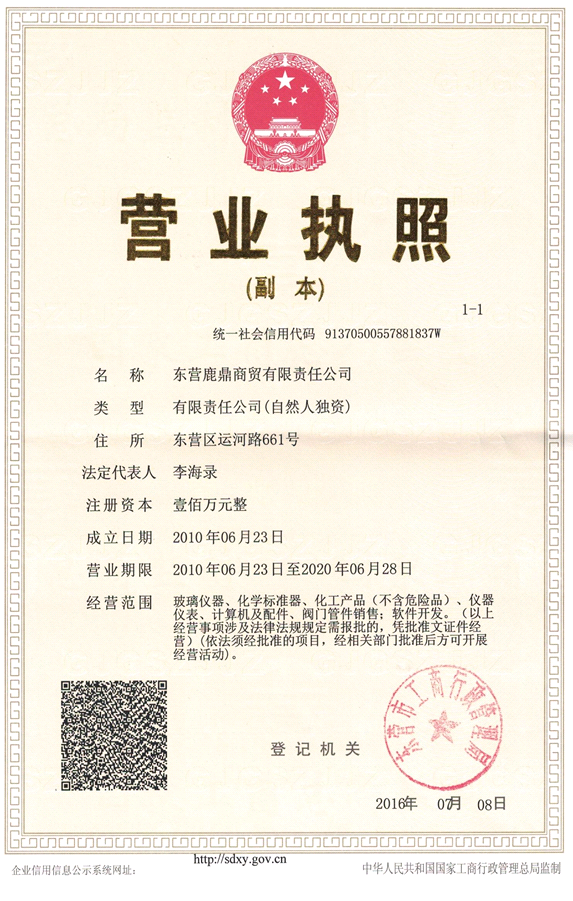 营业执照
(副 本)
1-1
统一社会信用代码 91370500557881837W
名 称 东营鹿鼎商贸有限责任公司
类 型 有限责任公司(自然人独资)
住 所 东营区运河路661号
法定代表人 李海录
注册资本 壹佰万元整
成立日期 2010年06月23日
营业期限 2010年06月23日至2020年06月28日
经营范围 玻璃仪器、化学标准器、化工产品（不含危险品）、仪器
仪表、计算机及配件、阀门管件销售；软件开发。（以上
经营事项涉及法律法规规定需报批的，凭批准文证件经
营）(依法须经批准的项目，经相关部门批准后方可开展
经营活动)。
东营市工商行政管理局
登记机关
2016年 07月 08日
http://sdxy.gov.cn
企业信用信息公示系统网址：
中华人民共和国国家工商行政管理总局监制